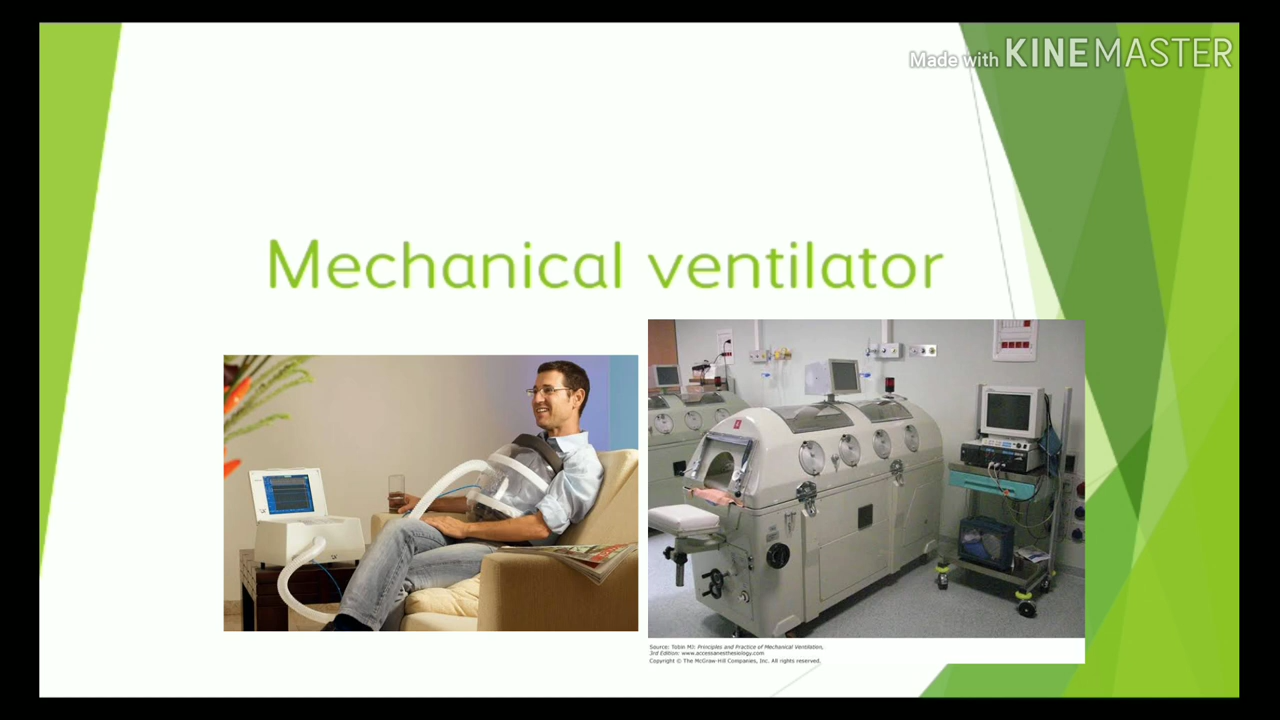 Made with KINEMASTER
Mechanical ventilator
Source: Tobin MJ: Principles and Practice of Mechanical Ventilation,
3rd Edition: www.accessanesthesiology.com
Copyright © The McGraw-Hill Companies, Inc. All rights reserved.